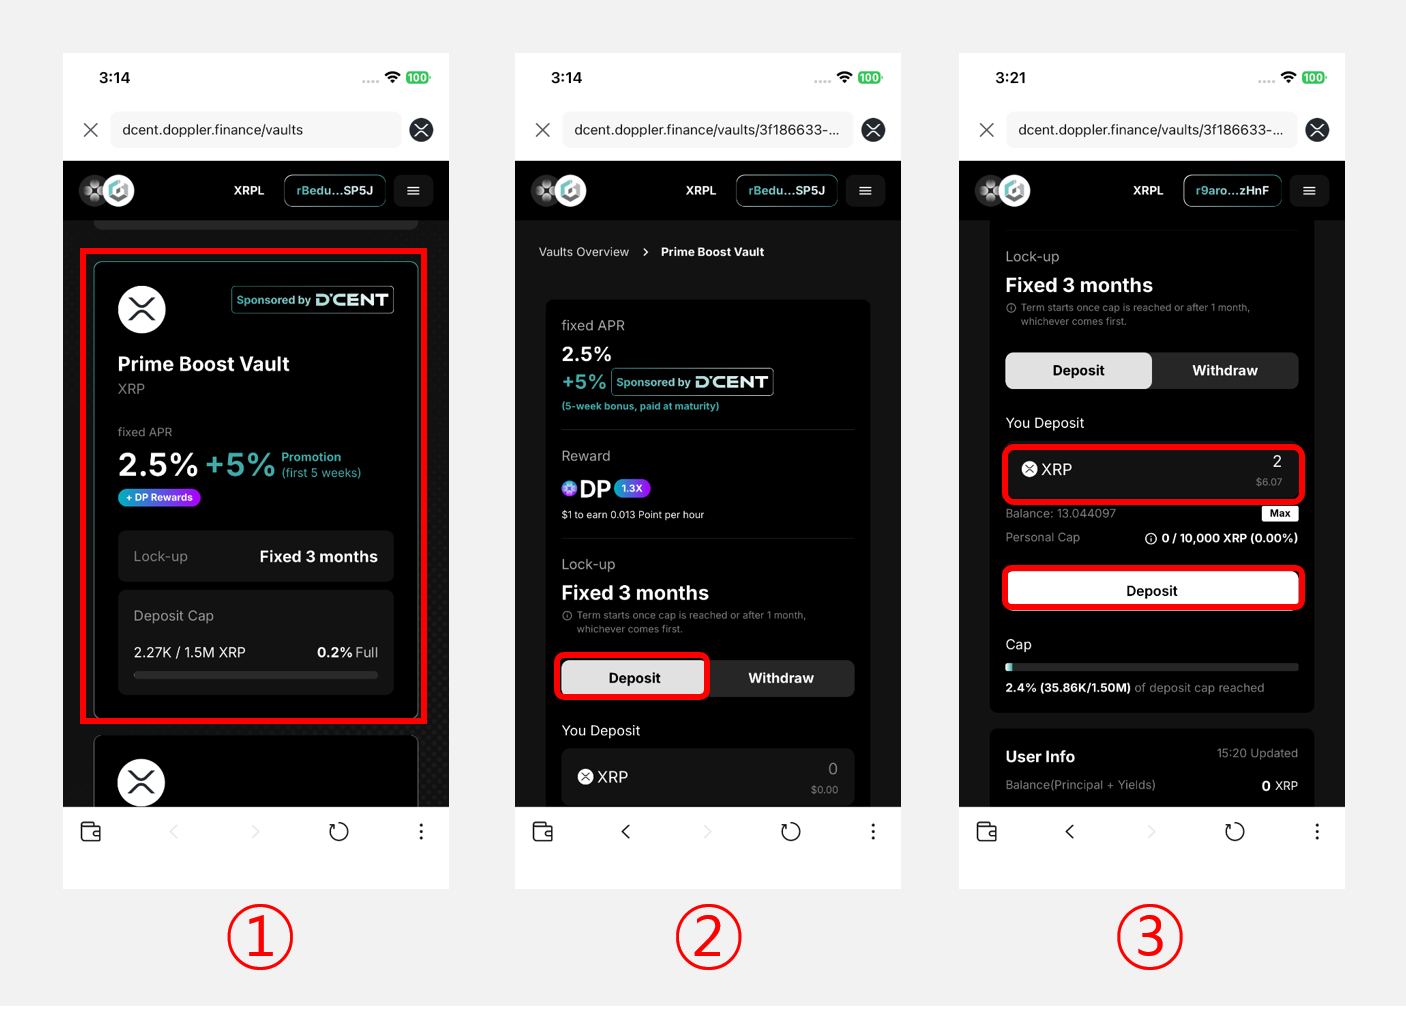 3:14
100
dcent.doppler.finance/vaults
XRPL
rBedu...SP5J
Sponsored by D'CENT
Prime Boost Vault
XRP
fixed APR
2.5% +5% Promotion
(first 5 weeks)
+ DP Rewards
Lock-up Fixed 3 months
Deposit Cap
2.27K / 1.5M XRP 0.2% Full
1
3:14
100
dcent.doppler.finance/vaults/3f186633-...
XRPL
rBedu...SP5J
Vaults Overview > Prime Boost Vault
fixed APR
2.5%
+5% Sponsored by D'CENT
(5-week bonus, paid at maturity)
Reward
DP 1.3X
$1 to earn 0.013 Point per hour
Lock-up
Fixed 3 months
Term starts once cap is reached or after 1 month,
whichever comes first.
Deposit Withdraw
You Deposit
XRP 0
$0.00
2
3:21
100
dcent.doppler.finance/vaults/3f186633-...
XRPL
r9aro...zHnF
Lock-up
Fixed 3 months
Term starts once cap is reached or after 1 month,
whichever comes first.
Deposit Withdraw
You Deposit
XRP 2
$6.07
Balance: 13.044097 Max
Personal Cap 0 / 10,000 XRP (0.00%)
Deposit
Cap
2.4% (35.86K/1.50M) of deposit cap reached
User Info 15:20 Updated
Balance(Principal + Yields) 0 XRP
3